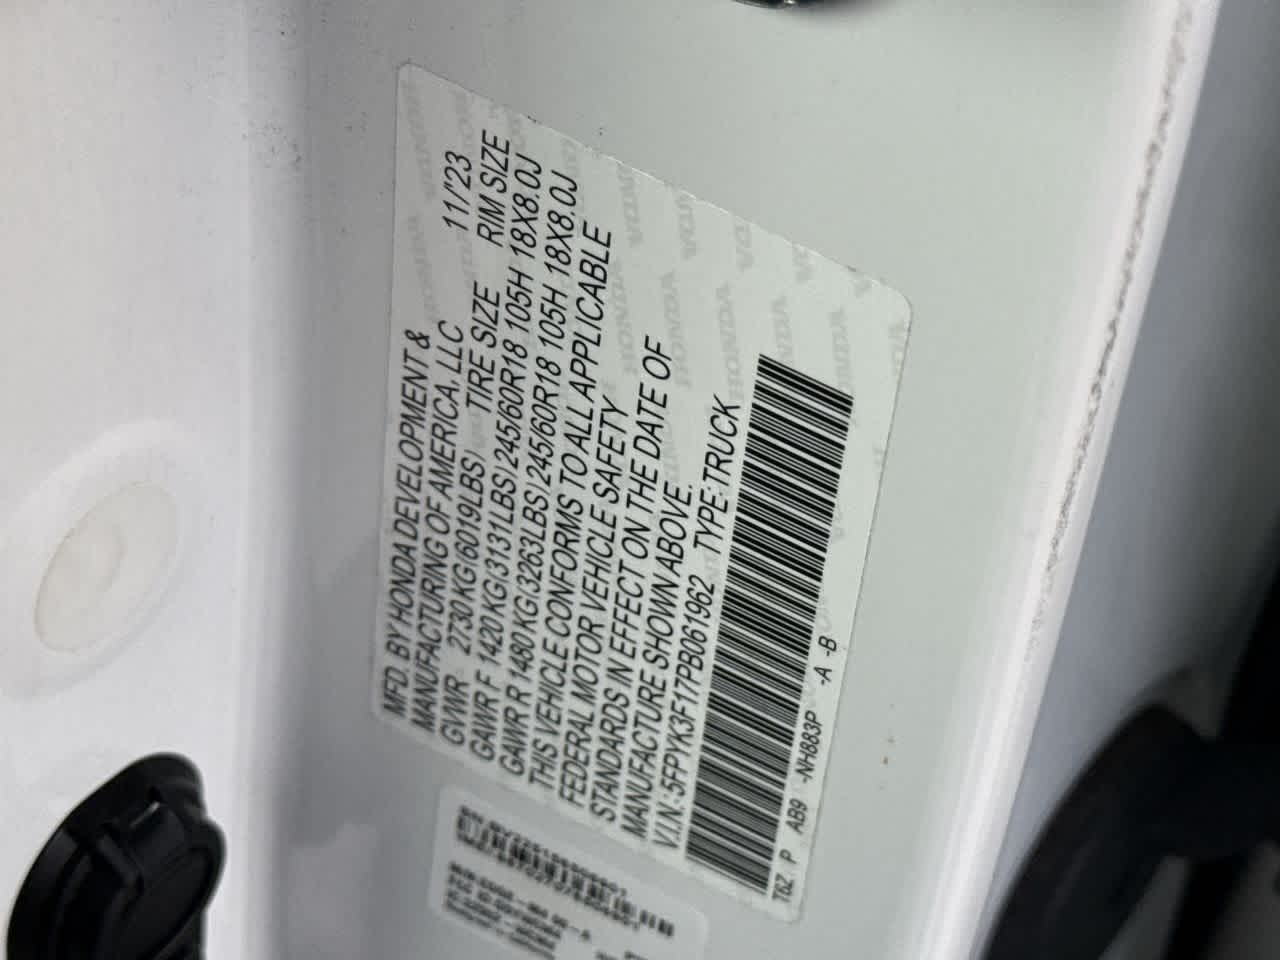 MFD. BY HONDA DEVELOPMENT &
MANUFACTURING OF AMERICA, LLC 11/'23
GVWR 2730 KG(6019LBS) TIRE SIZE RIM SIZE
GAWR F 1420 KG(3131LBS) 245/60R18 105H 18X8.0J
GAWR R 1480 KG(3263LBS) 245/60R18 105H 18X8.0J
THIS VEHICLE CONFORMS TO ALL APPLICABLE
FEDERAL MOTOR VEHICLE SAFETY
STANDARDS IN EFFECT ON THE DATE OF
MANUFACTURE SHOWN ABOVE.
V.I.N.:5FPYK3F17PB061962 TYPE:TRUCK
T6Z P AB9 -NH883P -A -B